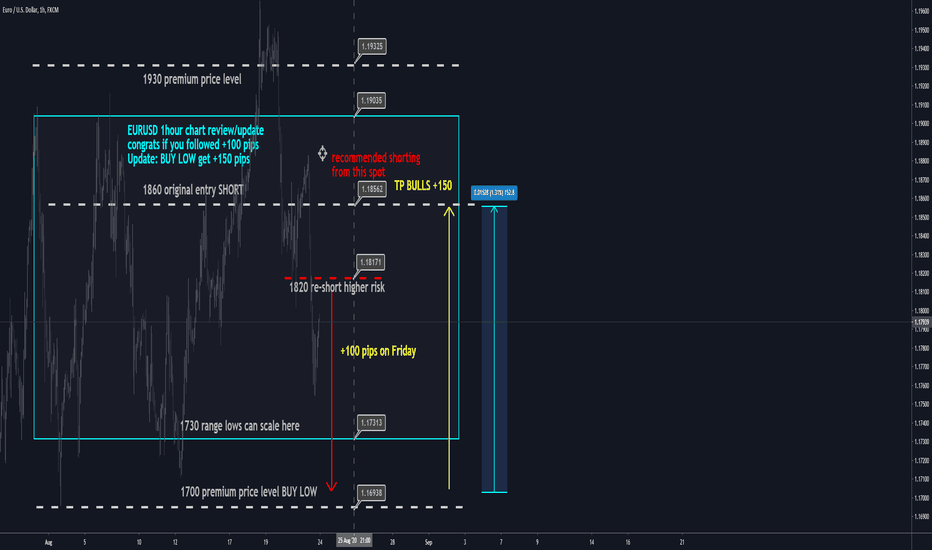 Euro / U.S. Dollar, 1h, FXCM
1.19600
1.19500
1.19400
1.19325
1.19300
1930 premium price level
1.19200
1.19100
1.19035
1.19000
EURUSD 1hour chart review/update
congrats if you followed +100 pips
Update: BUY LOW get +150 pips
1.18900
recommended shorting
from this spot
1.18800
1.18700
TP BULLS +150
1860 original entry SHORT
1.18562
1.18600
1.18500
1.18400
1.18300
1.18171
1.18200
1820 re-short higher risk
1.18100
1.18000
1.17939
+100 pips on Friday
1.17800
1.17700
1.17600
1.17500
1730 range lows can scale here
1.17313
1.17400
1.17300
1.17200
1.17100
1700 premium price level BUY LOW
1.16938
1.17000
1.16900
Aug
5
10
12
17
19
24
25 Aug '20 21:00
28
Sep
3
7
9
14
16
21